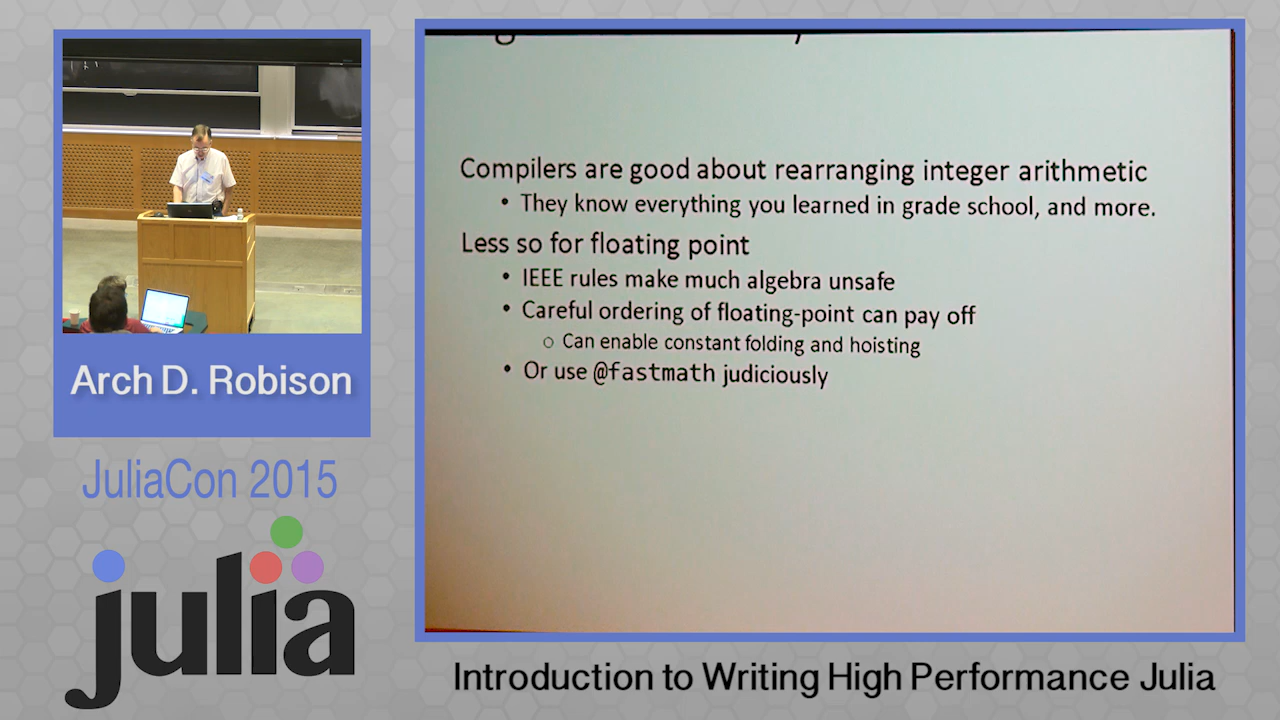 Compilers are good about rearranging integer arithmetic
• They know everything you learned in grade school, and more.
Less so for floating point
• IEEE rules make much algebra unsafe
• Careful ordering of floating-point can pay off
○ Can enable constant folding and hoisting
• Or use @fastmath judiciously
Arch D. Robison
JuliaCon 2015
julia
Introduction to Writing High Performance Julia